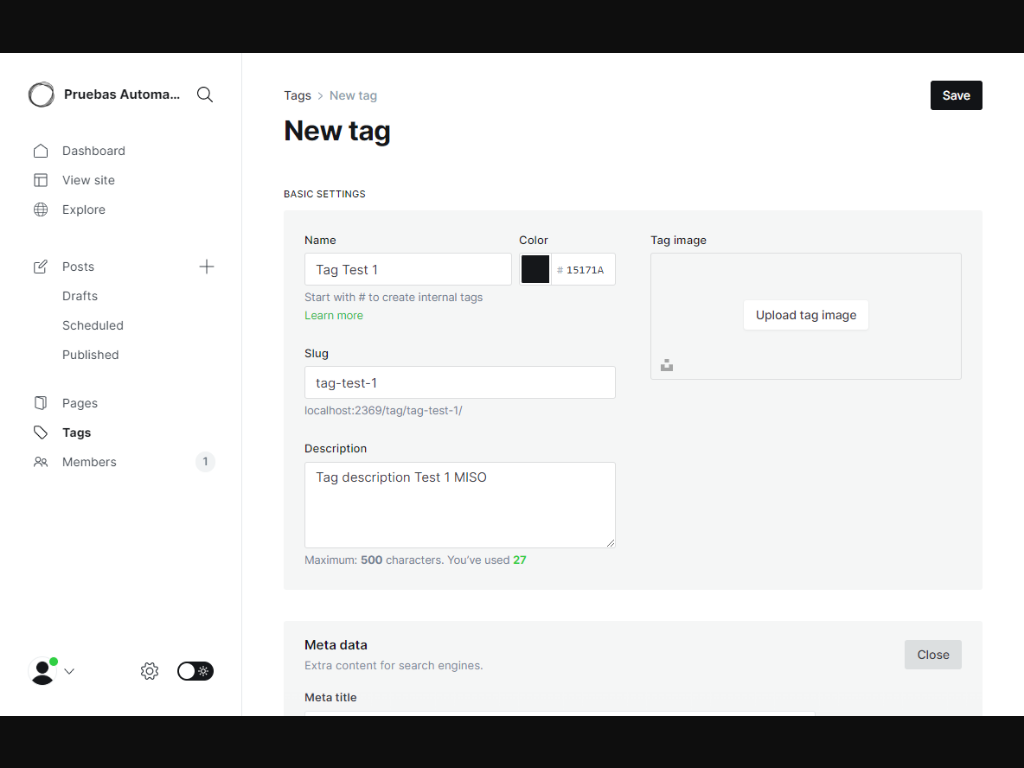 Pruebas Automa...
Dashboard
View site
Explore
Posts
Drafts
Scheduled
Published
Pages
Tags
Members
1
Tags > New tag
Save
New tag
BASIC SETTINGS
Name
Color
Tag image
Tag Test 1
# 15171A
Start with # to create internal tags
Learn more
Upload tag image
Slug
tag-test-1
localhost:2369/tag/tag-test-1/
Description
Tag description Test 1 MISO
Maximum: 500 characters. You've used 27
Meta data
Close
Extra content for search engines.
Meta title